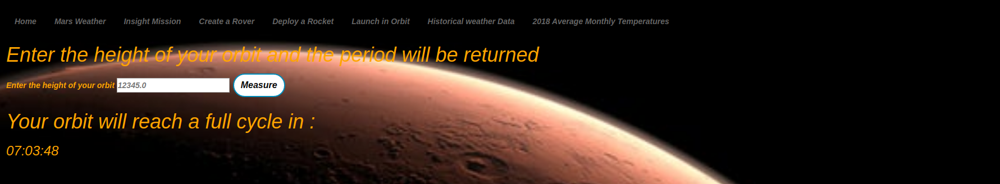 Home Mars Weather Insight Mission Create a Rover Deploy a Rocket Launch in Orbit Historical weather Data 2018 Average Monthly Temperatures
Enter the height of your orbit and the period will be returned
Enter the height of your orbit 12345.0 Measure
Your orbit will reach a full cycle in :
07:03:48